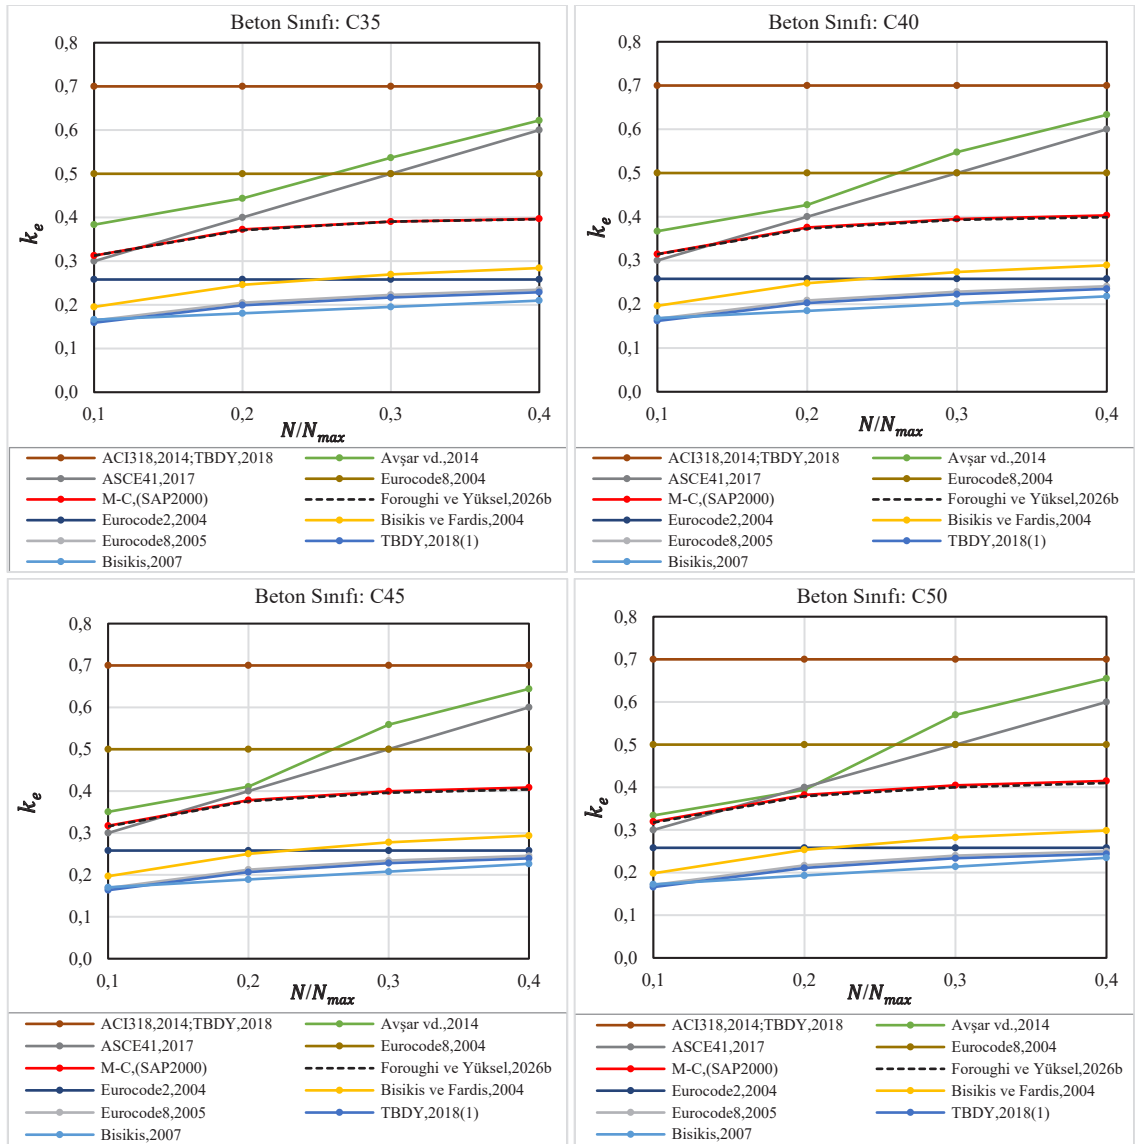 Beton Sınıfı: C35
0,8
0,7
0,6
0,5
0,4
0,3
0,2
0,1
0,0
k_e
0,1 0,2 0,3 0,4
N/N_max
ACI318,2014;TBDY,2018 Avşar vd.,2014
ASCE41,2017 Eurocode8,2004
M-C,(SAP2000) Foroughi ve Yüksel,2026b
Eurocode2,2004 Bisikis ve Fardis,2004
Eurocode8,2005 TBDY,2018(1)
Bisikis,2007
Beton Sınıfı: C40
0,8
0,7
0,6
0,5
0,4
0,3
0,2
0,1
0,0
k_e
0,1 0,2 0,3 0,4
N/N_max
ACI318,2014;TBDY,2018 Avşar vd.,2014
ASCE41,2017 Eurocode8,2004
M-C,(SAP2000) Foroughi ve Yüksel,2026b
Eurocode2,2004 Bisikis ve Fardis,2004
Eurocode8,2005 TBDY,2018(1)
Bisikis,2007
Beton Sınıfı: C45
0,8
0,7
0,6
0,5
0,4
0,3
0,2
0,1
0,0
k_e
0,1 0,2 0,3 0,4
N/N_max
ACI318,2014;TBDY,2018 Avşar vd.,2014
ASCE41,2017 Eurocode8,2004
M-C,(SAP2000) Foroughi ve Yüksel,2026b
Eurocode2,2004 Bisikis ve Fardis,2004
Eurocode8,2005 TBDY,2018(1)
Bisikis,2007
Beton Sınıfı: C50
0,8
0,7
0,6
0,5
0,4
0,3
0,2
0,1
0,0
k_e
0,1 0,2 0,3 0,4
N/N_max
ACI318,2014;TBDY,2018 Avşar vd.,2014
ASCE41,2017 Eurocode8,2004
M-C,(SAP2000) Foroughi ve Yüksel,2026b
Eurocode2,2004 Bisikis ve Fardis,2004
Eurocode8,2005 TBDY,2018(1)
Bisikis,2007